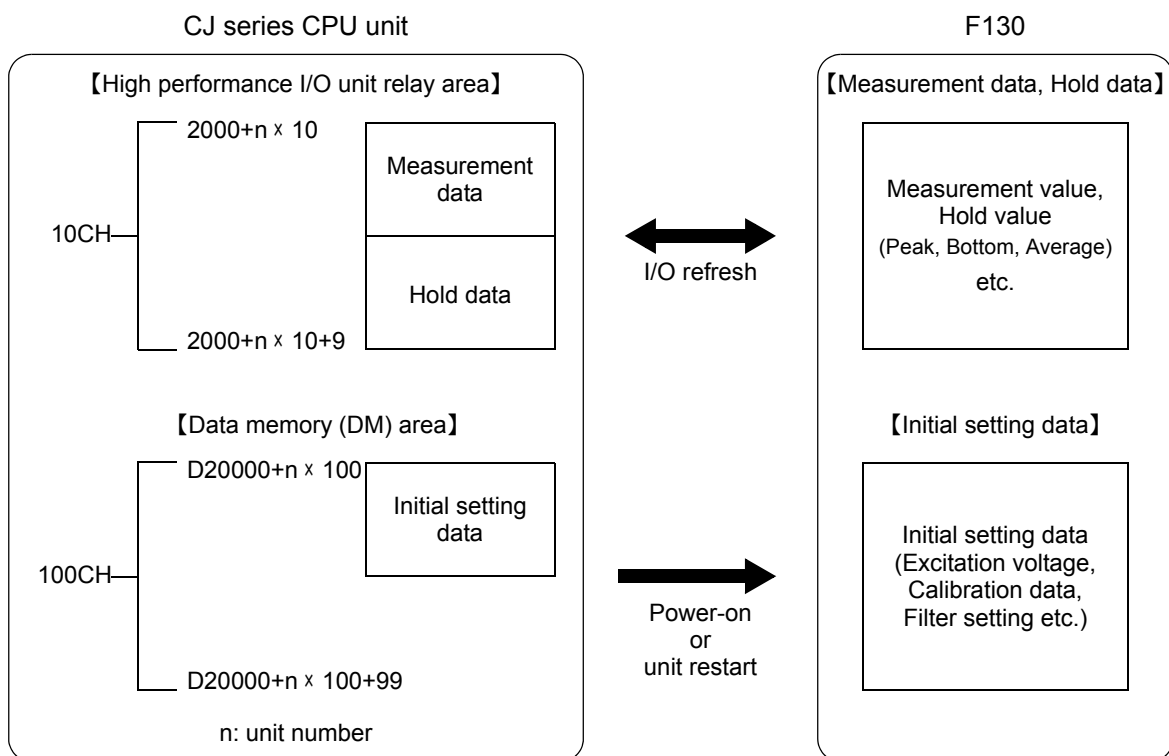 CJ series CPU unit
【High performance I/O unit relay area】
2000+n × 10
Measurement
data
10CH
Hold data
2000+n × 10+9
【Data memory (DM) area】
D20000+n × 100
Initial setting
data
100CH
D20000+n × 100+99
n: unit number
I/O refresh
Power-on
or
unit restart
F130
【Measurement data, Hold data】
Measurement value,
Hold value
(Peak, Bottom, Average)
etc.
【Initial setting data】
Initial setting data
(Excitation voltage,
Calibration data,
Filter setting etc.)